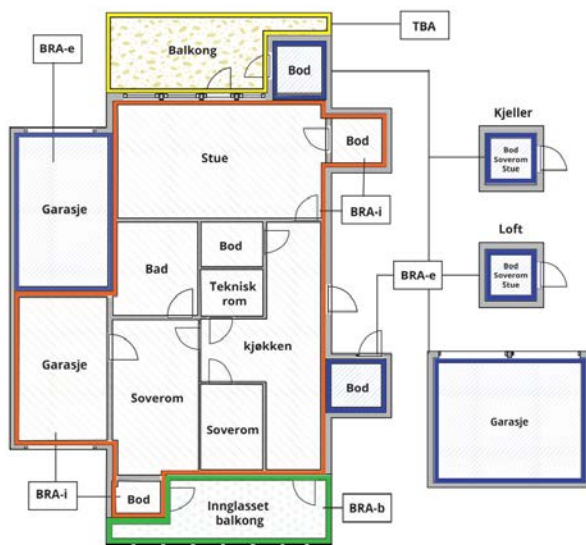 TBA
Balkong
BRA-e
Bod
Kjeller
Bod
Soverom
Stue
Bod
Stue
BRA-i
Garasje
Loft
Bod
Soverom
Stue
Bad
Bod
Teknisk
rom
BRA-e
Garasje
kjøkken
Soverom
Bod
Garasje
Soverom
BRA-i
Bod
Innglasset
balkong
BRA-b